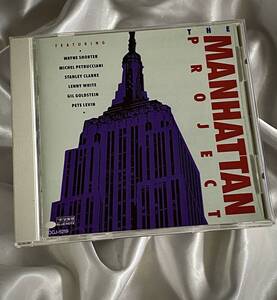 FEATURING
WAYNE SHORTER
MICHEL PETRUCCIANI
STANLEY CLARKE
LENNY WHITE
GIL GOLDSTEIN
PETE LEVIN
THE
MANHATTAN
PROJECT